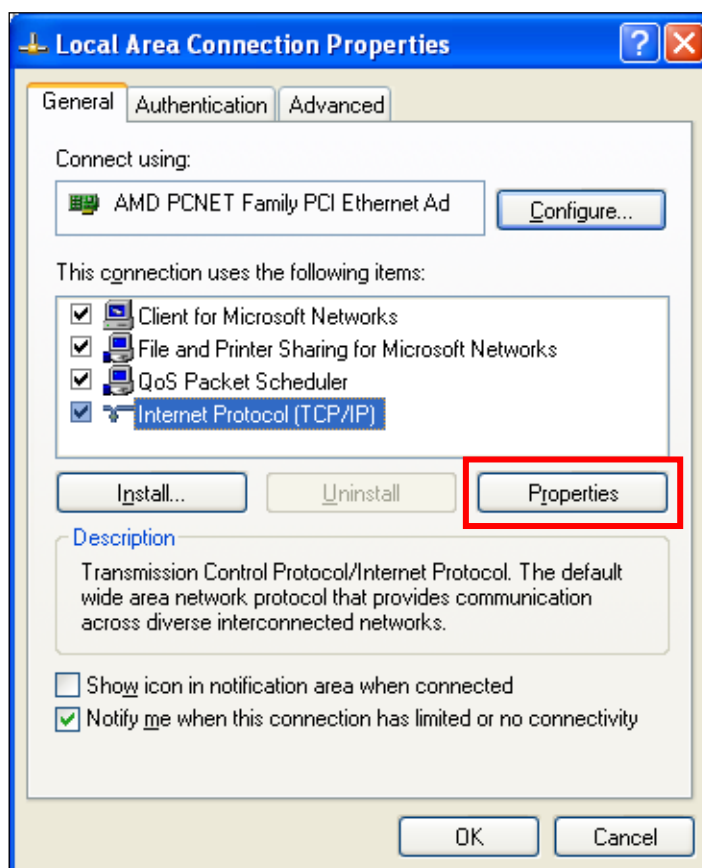 Local Area Connection Properties
General Authentication Advanced
Connect using:
AMD PCNET Family PCI Ethernet Ad
Configure...
This connection uses the following items:
Client for Microsoft Networks
File and Printer Sharing for Microsoft Networks
QoS Packet Scheduler
Internet Protocol (TCP/IP)
Install... Uninstall Properties
Description
Transmission Control Protocol/Internet Protocol. The default
wide area network protocol that provides communication
across diverse interconnected networks.
Show icon in notification area when connected
Notify me when this connection has limited or no connectivity
OK Cancel